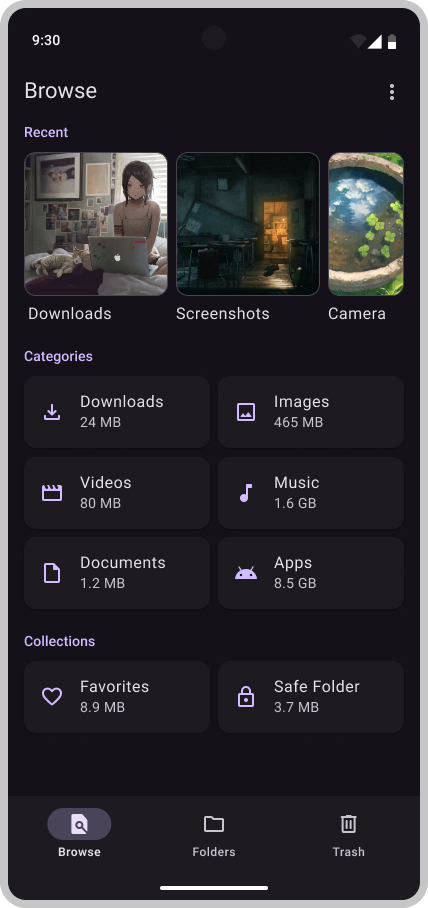 9:30
Browse
Recent
Downloads
Screenshots
Camera
Categories
Downloads
24 MB
Images
465 MB
Videos
80 MB
Music
1.6 GB
Documents
1.2 MB
Apps
8.5 GB
Collections
Favorites
8.9 MB
Safe Folder
3.7 MB
Browse
Folders
Trash